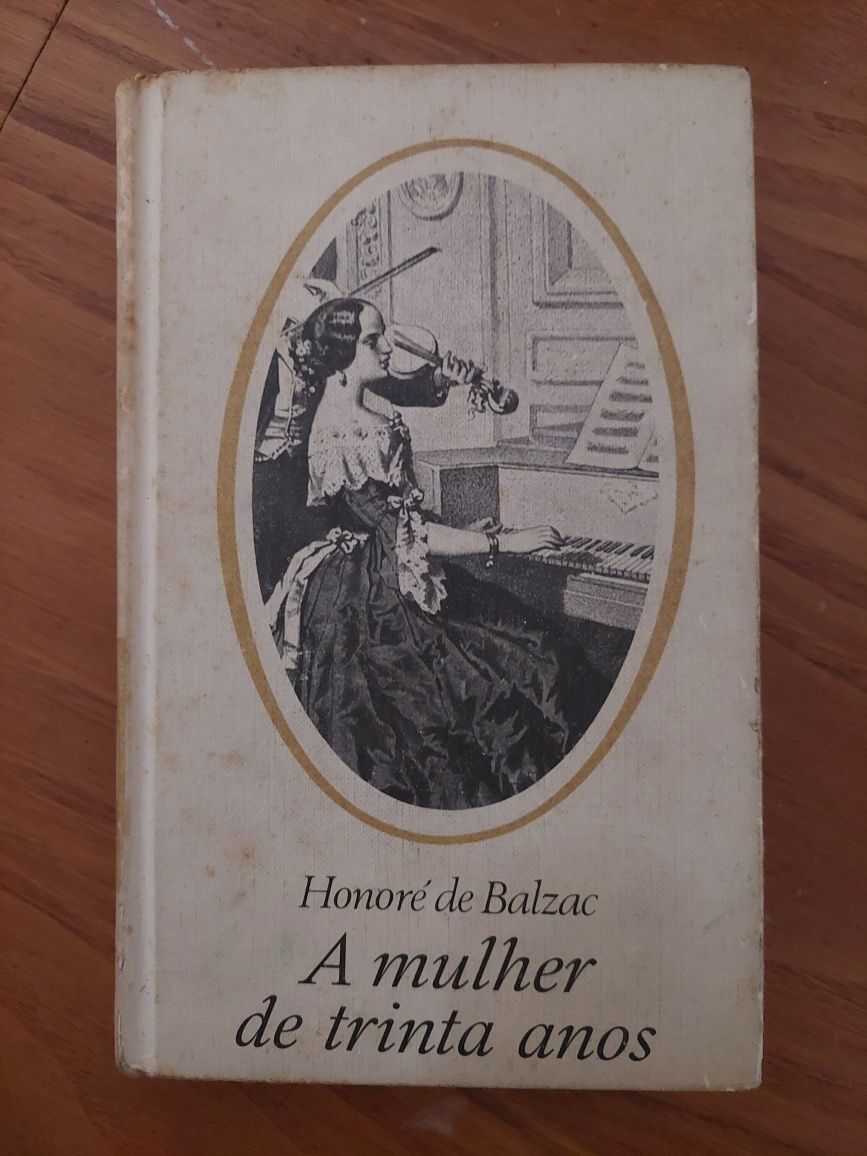 Honoré de Balzac
A mulher
de trinta anos